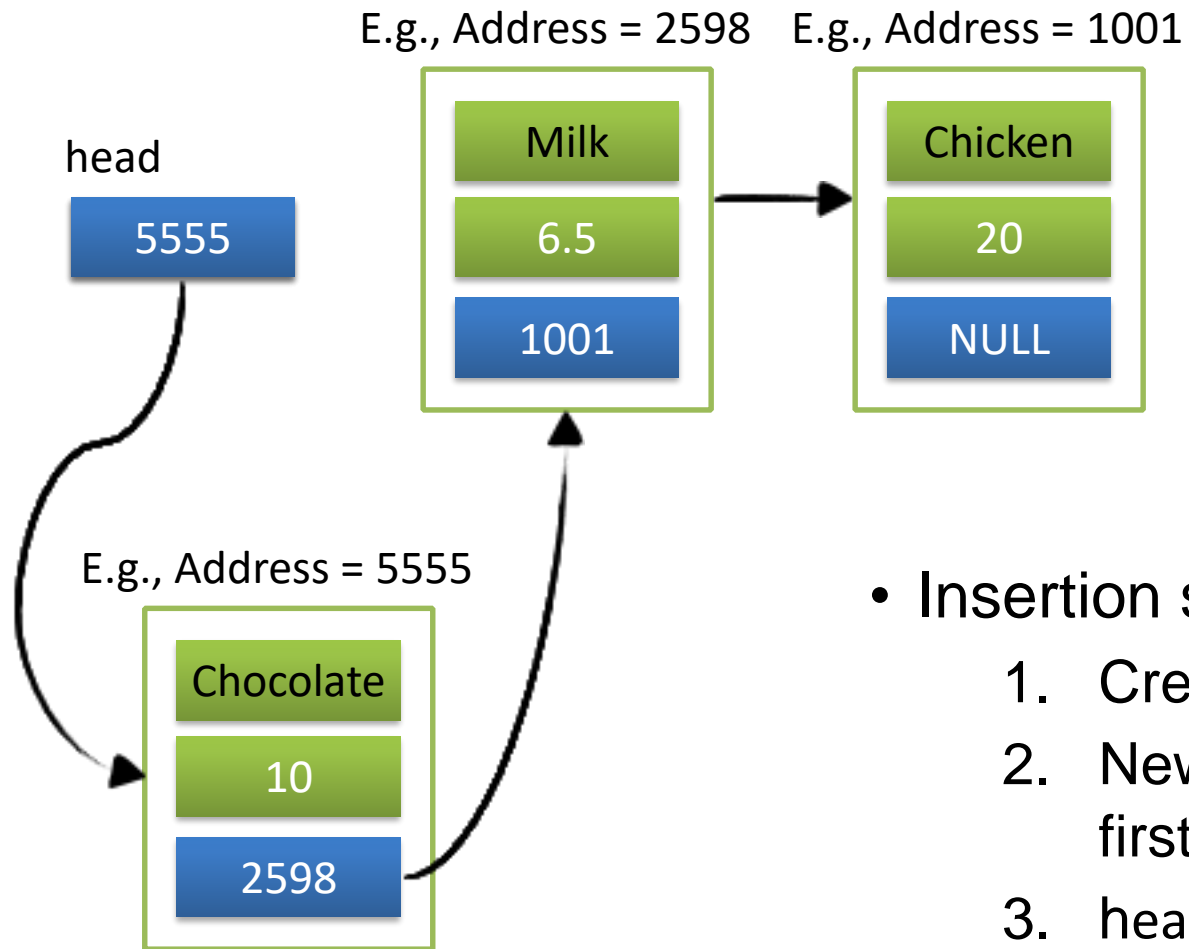 E.g., Address = 2598 E.g., Address = 1001
head
5555
Milk
6.5
1001
Chicken
20
NULL
E.g., Address = 5555
Chocolate
10
2598
• Insertion
1.
2.
first
3.